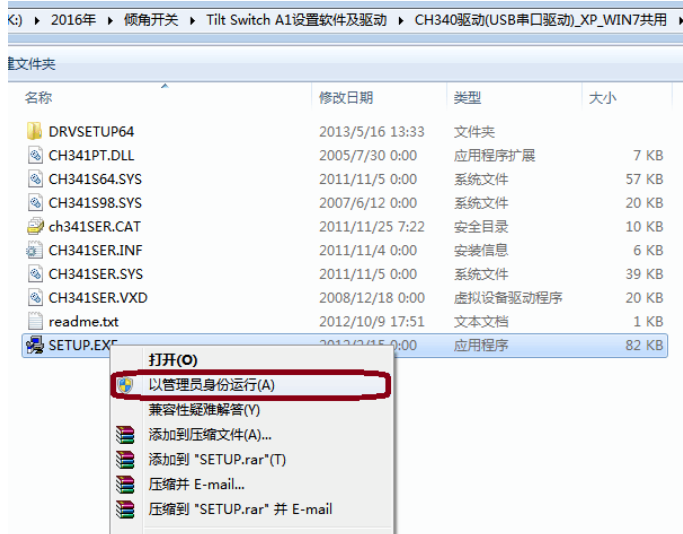 K:) ▸ 2016年 ▸ 倾角开关 ▸ Tilt Switch A1设置软件及驱动 ▸ CH340驱动(USB串口驱动)_XP_WIN7共用 ▸
建文件夹
名称 修改日期 类型 大小
DRVSETUP64 2013/5/16 13:33 文件夹
CH341PT.DLL 2005/7/30 0:00 应用程序扩展 7 KB
CH341S64.SYS 2011/11/5 0:00 系统文件 57 KB
CH341S98.SYS 2007/6/12 0:00 系统文件 20 KB
ch341SER.CAT 2011/11/25 7:22 安全目录 10 KB
CH341SER.INF 2011/11/4 0:00 安装信息 6 KB
CH341SER.SYS 2011/11/5 0:00 系统文件 39 KB
CH341SER.VXD 2008/12/18 0:00 虚拟设备驱动程序 20 KB
readme.txt 2012/10/9 17:51 文本文档 1 KB
SETUP.EXE 2012/2/15 0:00 应用程序 82 KB
打开(O)
以管理员身份运行(A)
兼容性疑难解答(Y)
添加到压缩文件(A)...
添加到 "SETUP.rar"(T)
压缩并 E-mail...
压缩到 "SETUP.rar" 并 E-mail